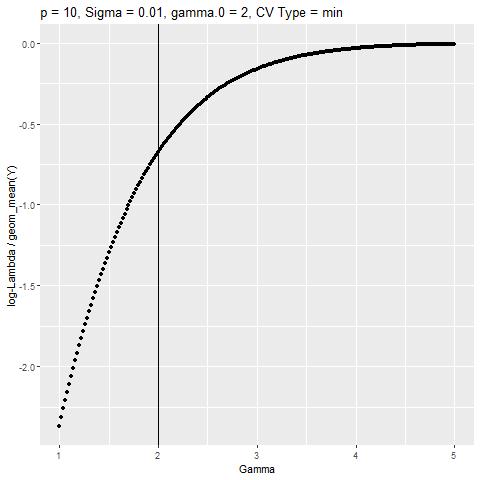 p = 10, Sigma = 0.01, gamma.0 = 2, CV Type = min
log-Lambda / geom_mean(Y)
0.0
-0.5
-1.0
-1.5
-2.0
1 2 3 4 5
Gamma